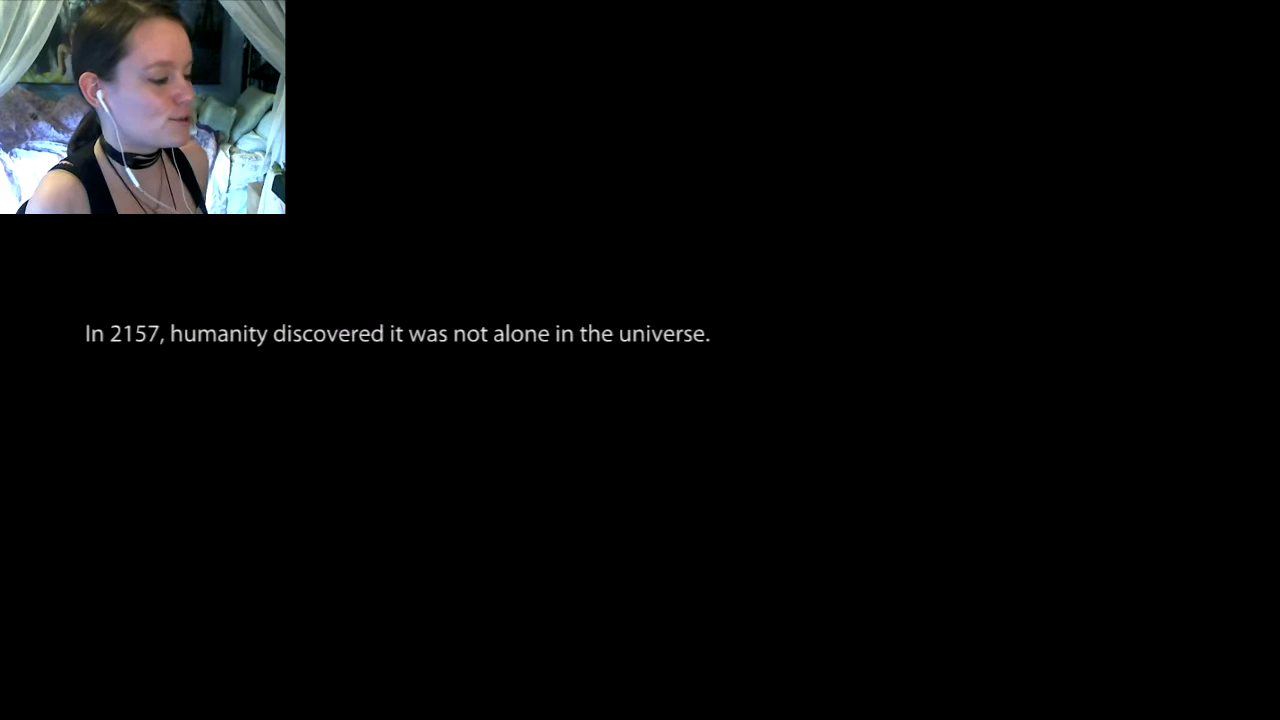 In 2157, humanity discovered it was not alone in the universe.